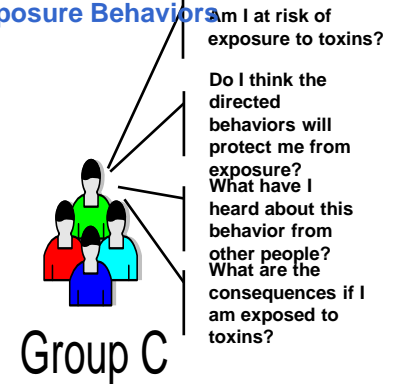 posure Behaviors
Am I at risk of
exposure to toxins?
Do I think the
directed
behaviors will
protect me from
exposure?
What have I
heard about this
behavior from
other people?
What are the
consequences if I
am exposed to
toxins?
Group C